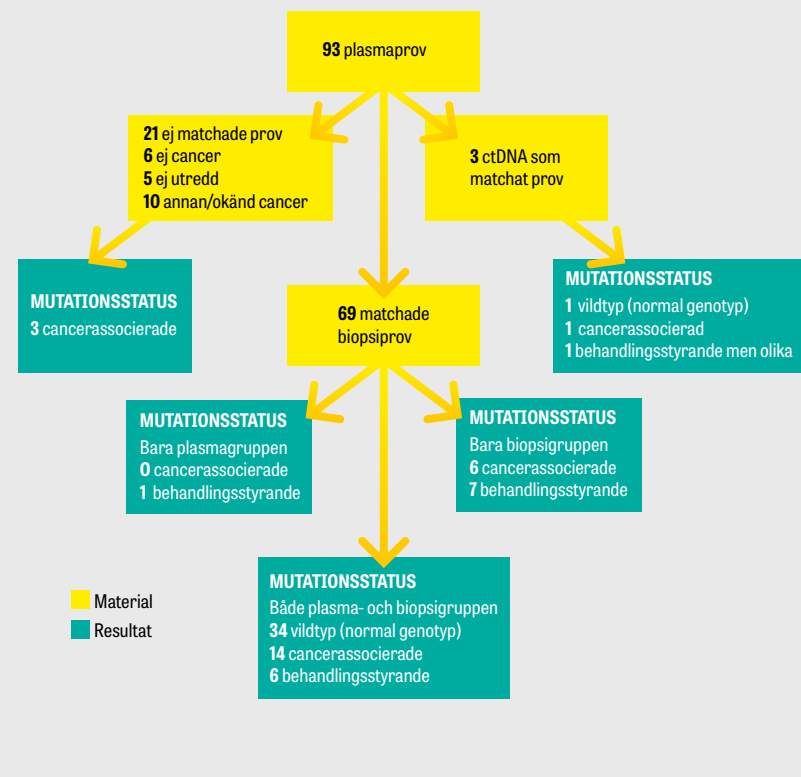 93 plasmaprov
21 ej matchade prov
6 ej cancer
5 ej utredd
10 annan/okänd cancer
3 ctDNA som
matchat prov
MUTATIONSSTATUS
3 cancerassocierade
69 matchade
biopsiprov
MUTATIONSSTATUS
1 vildtyp (normal genotyp)
1 cancerassocierad
1 behandlingsstyrande men olika
MUTATIONSSTATUS
Bara plasmagruppen
0 cancerassocierade
1 behandlingsstyrande
MUTATIONSSTATUS
Bara biopsigruppen
6 cancerassocierade
7 behandlingsstyrande
MUTATIONSSTATUS
Både plasma- och biopsigruppen
34 vildtyp (normal genotyp)
14 cancerassocierade
6 behandlingsstyrande
Material
Resultat